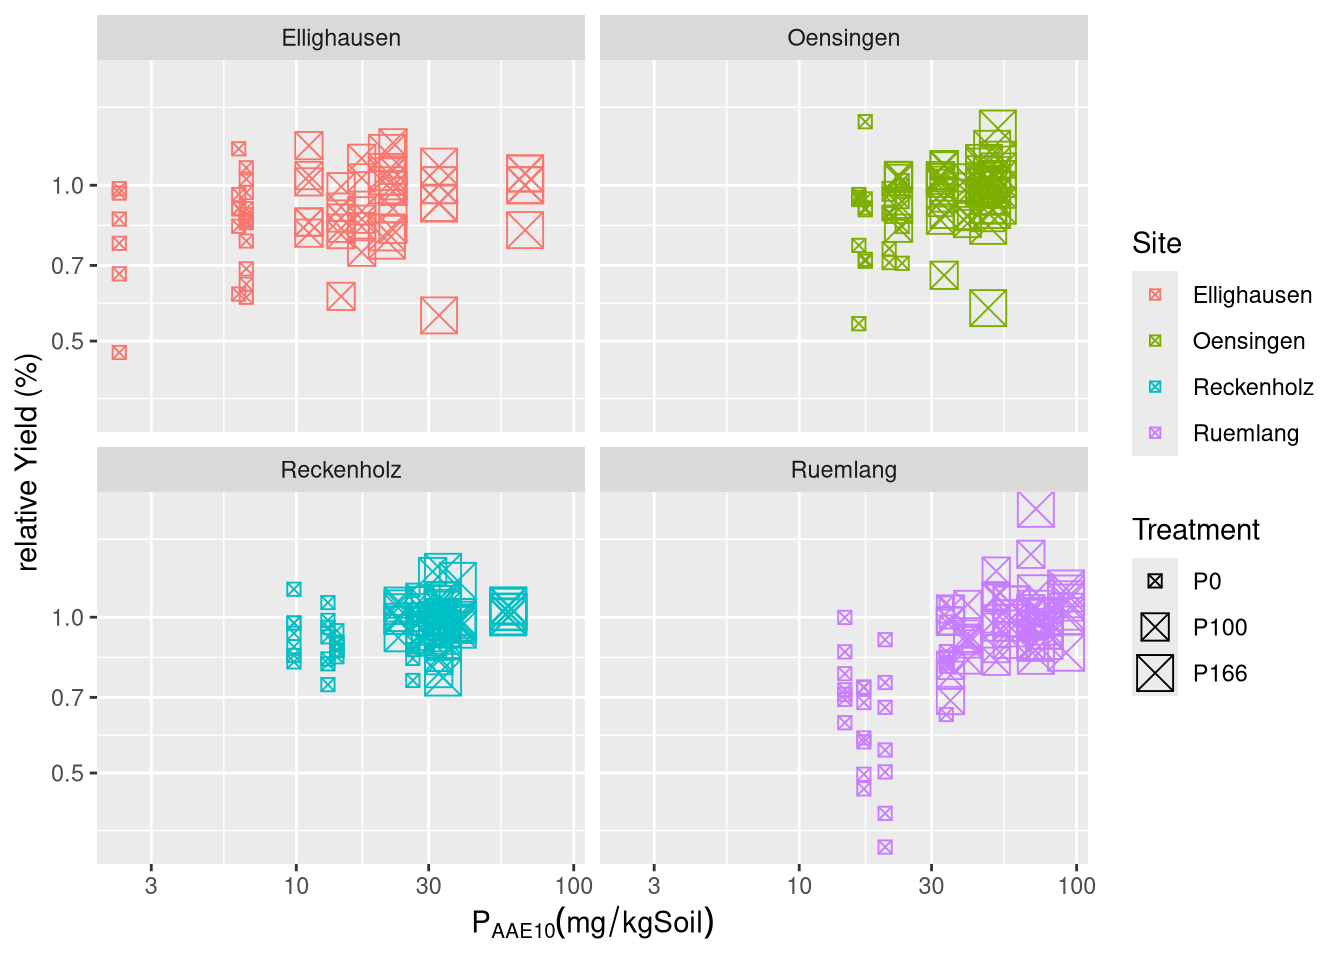 Ellighausen
Oensingen
1.0
0.7
0.5
Reckenholz
Ruemlang
1.0
0.7
0.5
3
10
30
100
3
10
30
100
relative Yield (%)
PAAE10(mg/kgSoil)
Site
Ellighausen
Oensingen
Reckenholz
Ruemlang
Treatment
P0
P100
P166